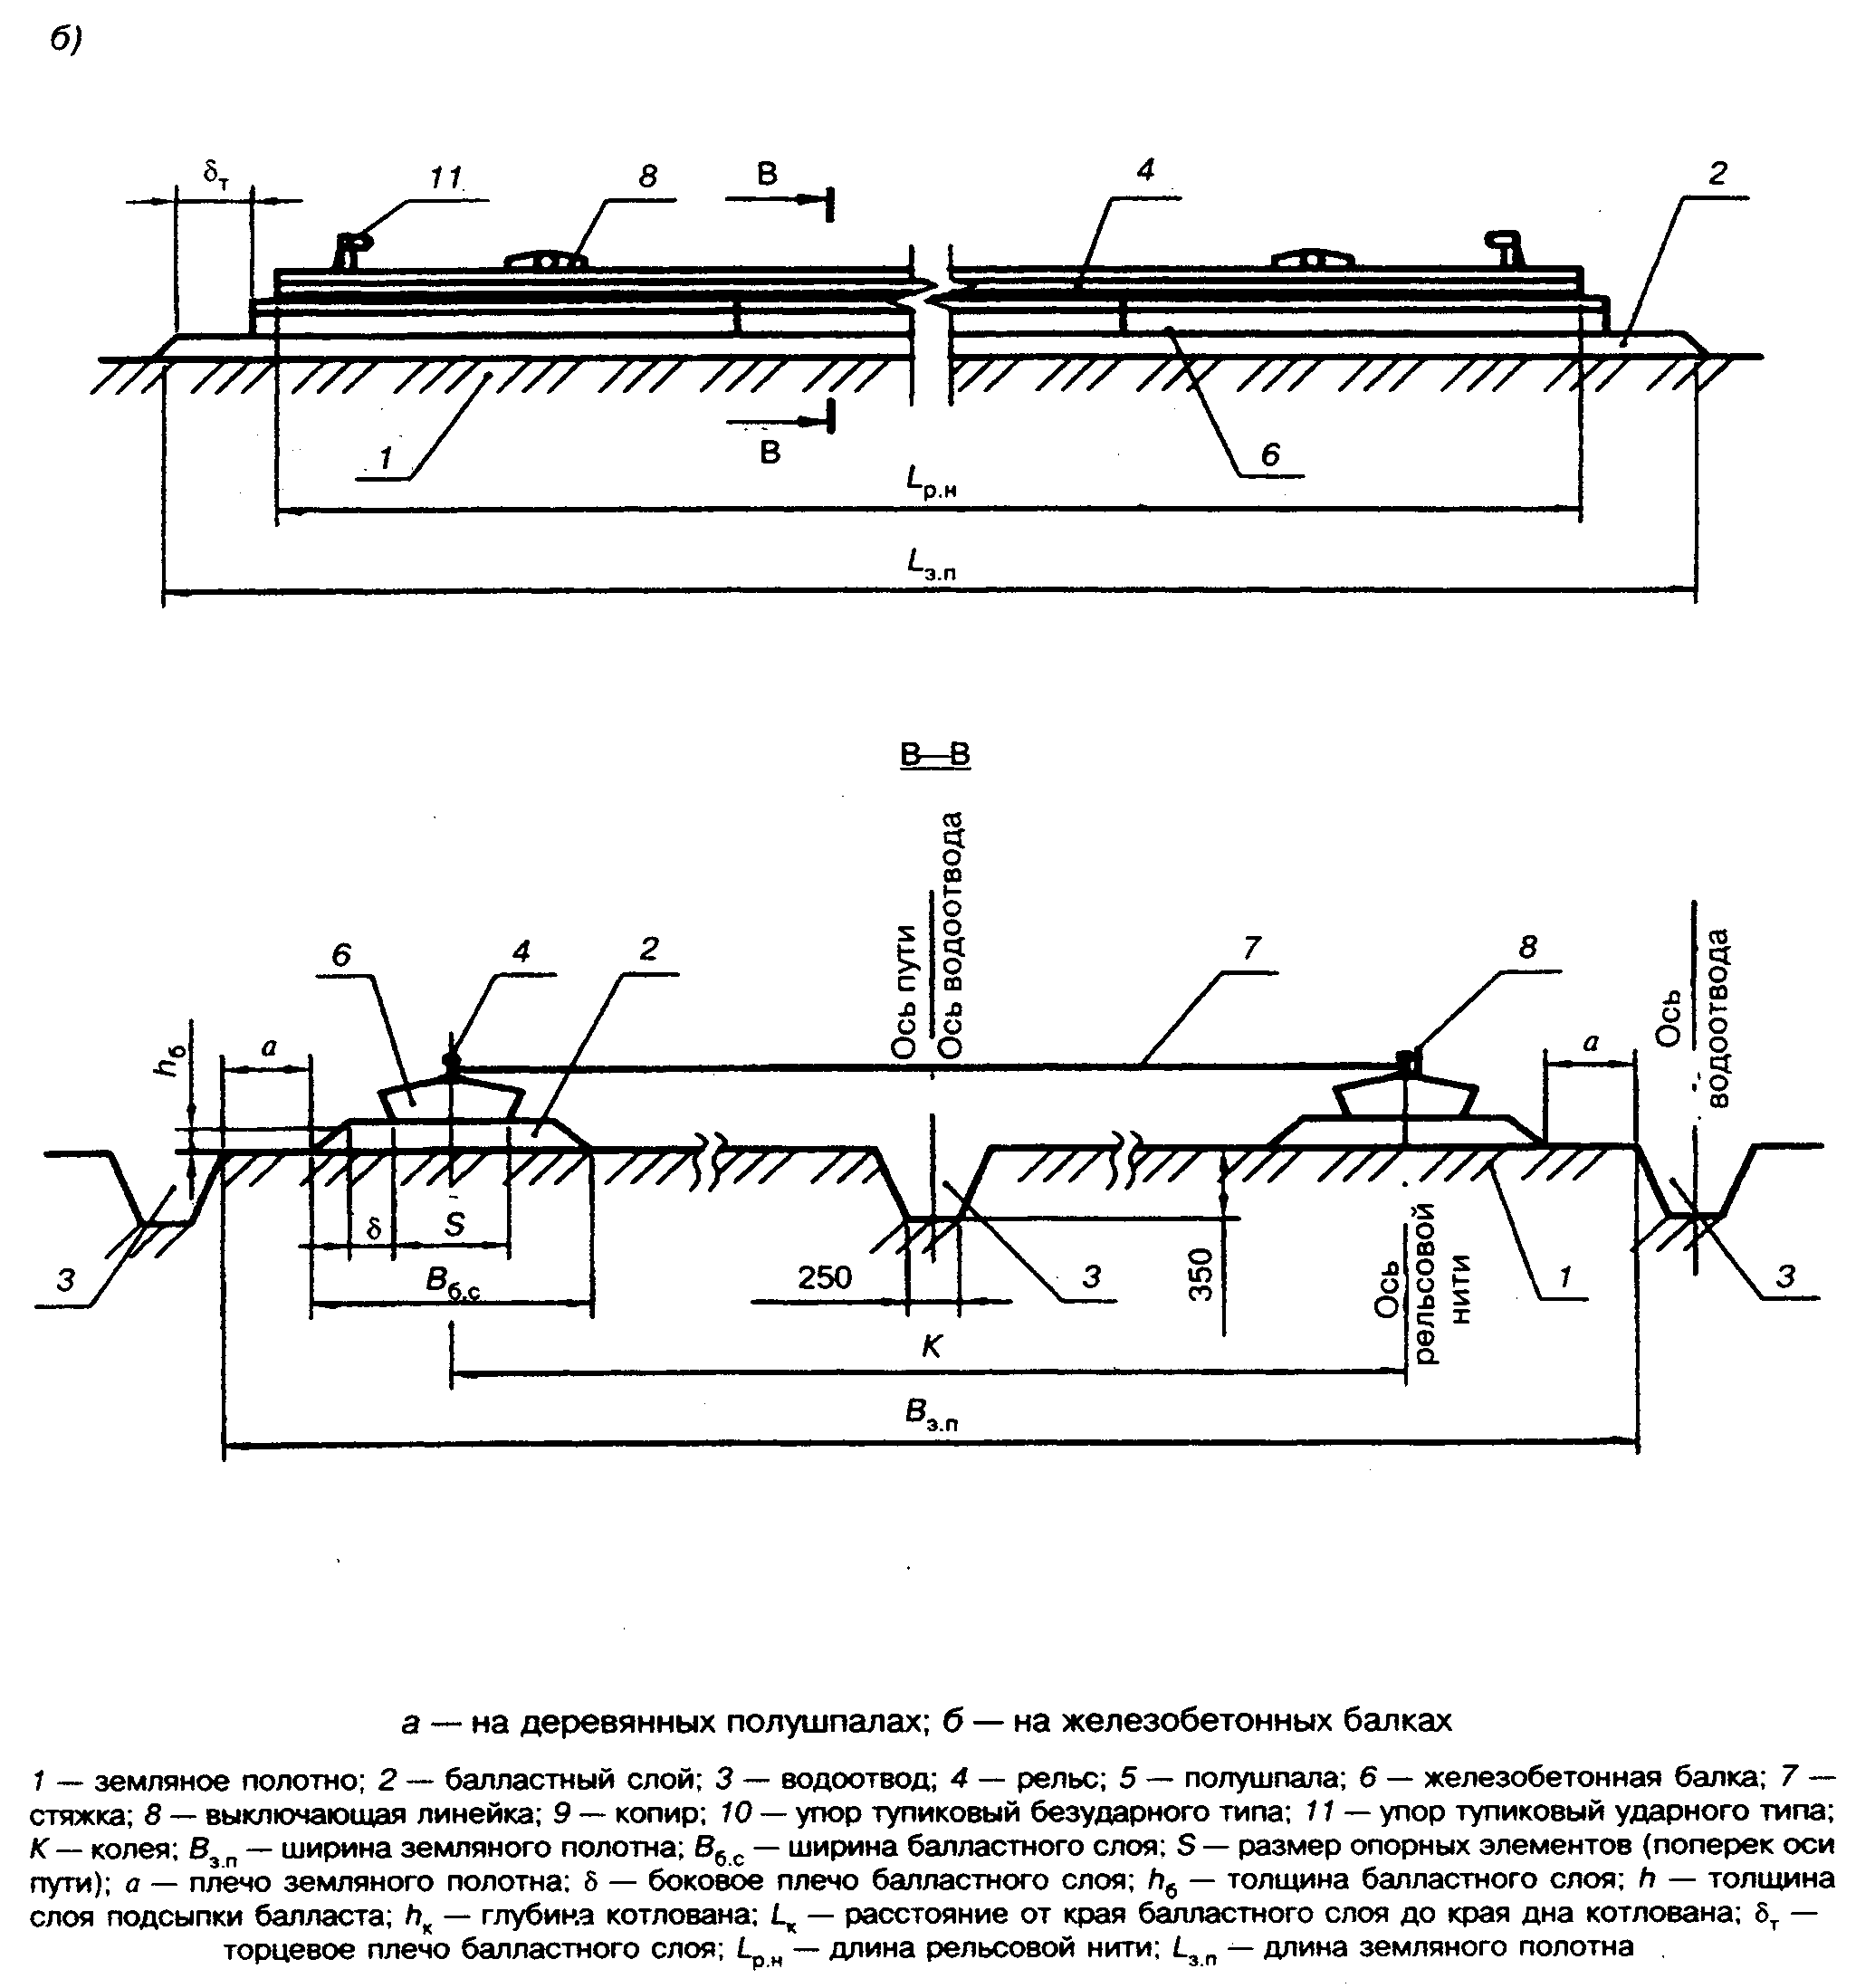 б)
δт
11
8
В
4
2
1
В
6
Lр.н
Lз.п
В—В
Ось пути
Ось водоотвода
6
4
2
7
8
Ось
водоотвода
hб
a
a
3
δ
S
Bб.с
250
3
350
Ось
рельсовой
нити
1
3
K
Bз.п
а — на деревянных полушпалах; б — на железобетонных балках
1 — земляное полотно; 2 — балластный слой; 3 — водоотвод; 4 — рельс; 5 — полушпала; 6 — железобетонная балка; 7 —
стяжка; 8 — выключающая линейка; 9 — копир; 10 — упор тупиковый безударного типа; 11 — упор тупиковый ударного типа;
K — колея; Bз.п — ширина земляного полотна; Bб.с — ширина балластного слоя; S — размер опорных элементов (поперек оси
пути); a — плечо земляного полотна; δ — боковое плечо балластного слоя; hб — толщина балластного слоя; h — толщина
слоя подсыпки балласта; hк — глубина котлована; Lк — расстояние от края балластного слоя до края дна котлована; δт —
торцевое плечо балластного слоя; Lр.н — длина рельсовой нити; Lз.п — длина земляного полотна